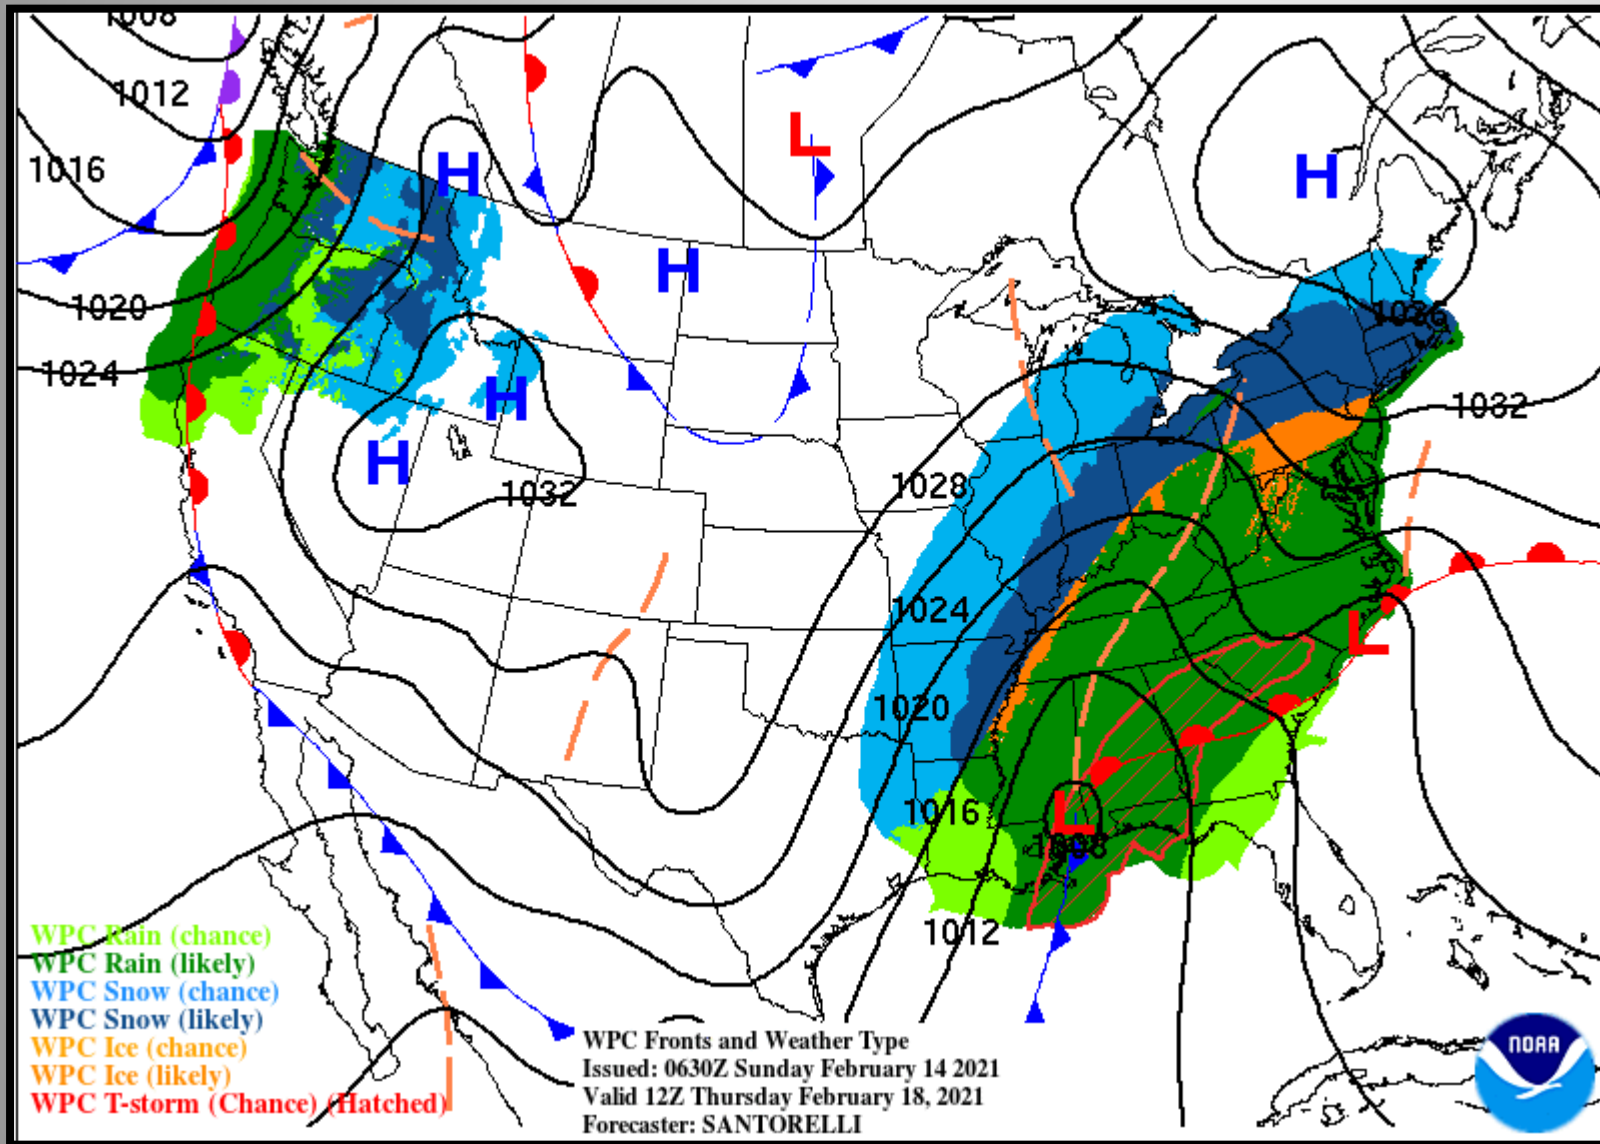 1008
1012
1016
L
H
H
H
1020
1024
H
H
1036
1032
1028
1032
1024
L
1020
1016
L
1008
1012
WPC Rain (chance)
WPC Rain (likely)
WPC Snow (chance)
WPC Snow (likely)
WPC Ice (chance)
WPC Ice (likely)
WPC T-storm (Chance) (Hatched)
WPC Fronts and Weather Type
Issued: 0630Z Sunday February 14 2021
Valid 12Z Thursday February 18, 2021
Forecaster: SANTORELLI
NOAA